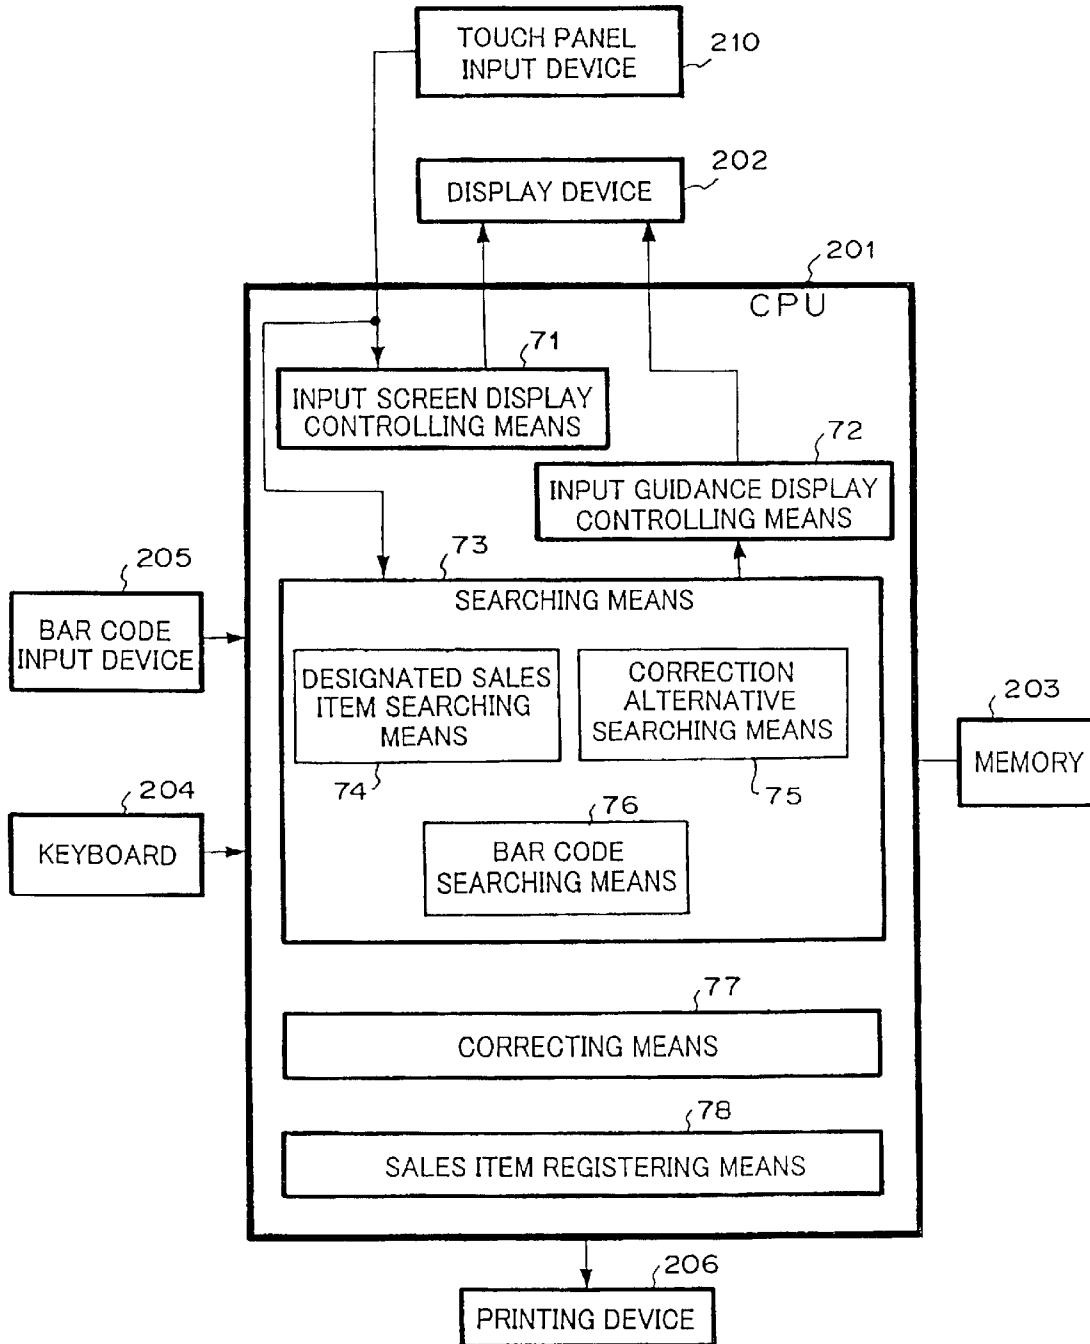 TOUCH PANEL
INPUT DEVICE
210
DISPLAY DEVICE
202
201
CPU
71
INPUT SCREEN DISPLAY
CONTROLLING MEANS
72
INPUT GUIDANCE DISPLAY
CONTROLLING MEANS
73
SEARCHING MEANS
205
BAR CODE
INPUT DEVICE
DESIGNATED SALES
ITEM SEARCHING
MEANS
74
CORRECTION
ALTERNATIVE
SEARCHING MEANS
75
203
MEMORY
204
KEYBOARD
76
BAR CODE
SEARCHING MEANS
77
CORRECTING MEANS
78
SALES ITEM REGISTERING MEANS
206
PRINTING DEVICE